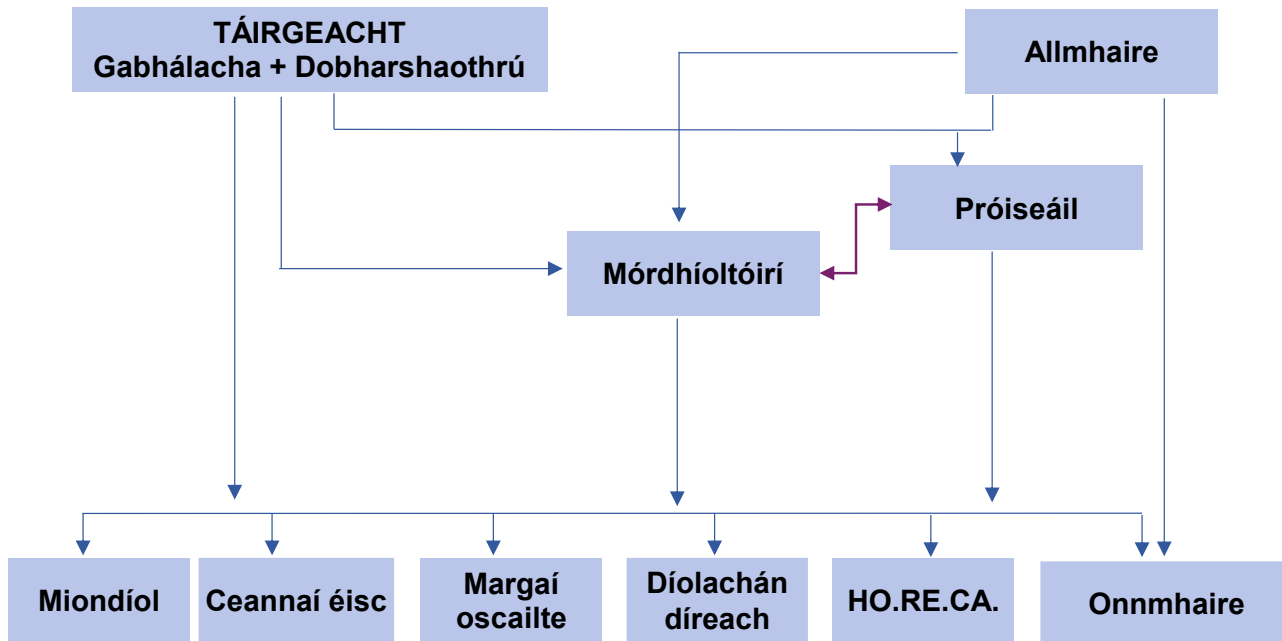 TÁIRGEACHT
Gabhálacha + Dobharshaothrú
Allmhaire
Próiseáil
Mórdhíoltóirí
Miondíol
Ceannaí éisc
Margaí
oscailte
Díolachán
díreach
HO.RE.CA.
Onnmhaire